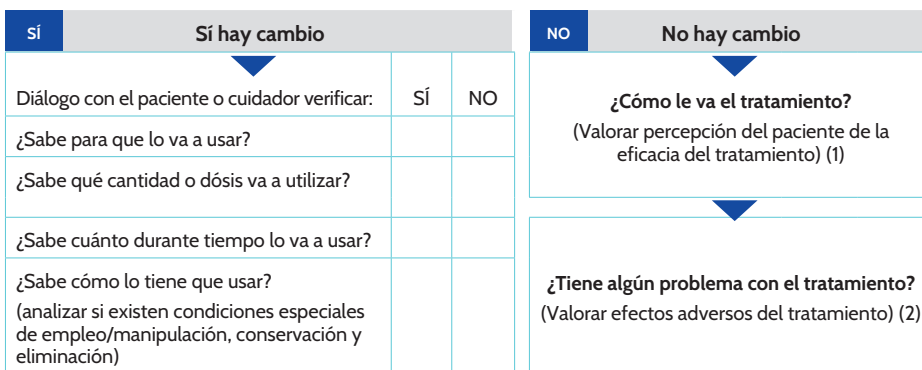 SÍ
Sí hay cambio
Diálogo con el paciente o cuidador verificar:
SÍ
NO
¿Sabe para que lo va a usar?
¿Sabe qué cantidad o dósis va a utilizar?
¿Sabe cuánto durante tiempo lo va a usar?
¿Sabe cómo lo tiene que usar?
(analizar si existen condiciones especiales
de empleo/manipulación, conservación y
eliminación)
NO
No hay cambio
¿Cómo le va el tratamiento?
(Valorar percepción del paciente de la
eficacia del tratamiento) (1)
¿Tiene algún problema con el tratamiento?
(Valorar efectos adversos del tratamiento) (2)